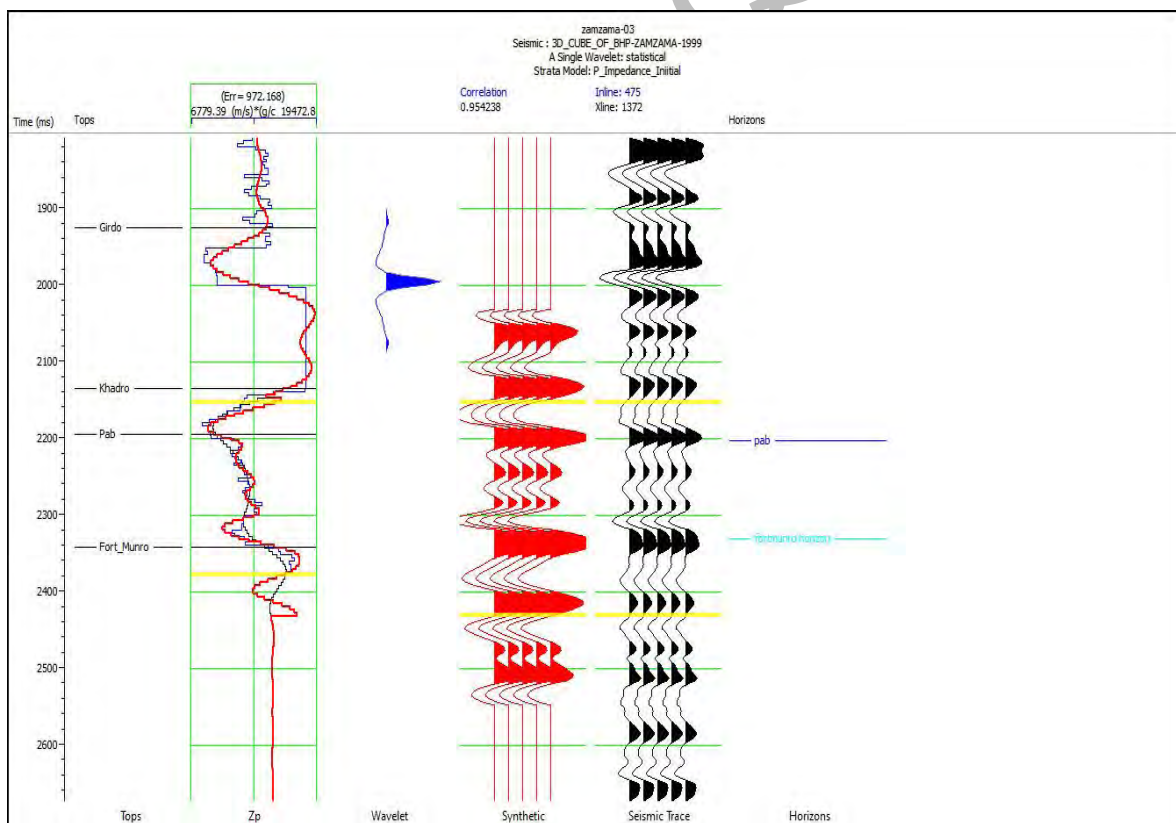 zamzama-03
Seismic : 3D_CUBE_OF_BHP-ZAMZAMA-1999
A Single Wavelet: statistical
Strata Model: P_Impedance_Iniitial
(Err= 972.168)
6779.39 (m/s)*(g/c 19472.8
Correlation
0.954238
Inline: 475
Xline: 1372
Time (ms)
Tops
Horizons
1900
Girdo
2000
2100
Khadro
2200
Pab
pab
2300
Fort_Munro
2400
2500
2600
Tops
Zp
Wavelet
Synthetic
Seismic Trace
Horizons